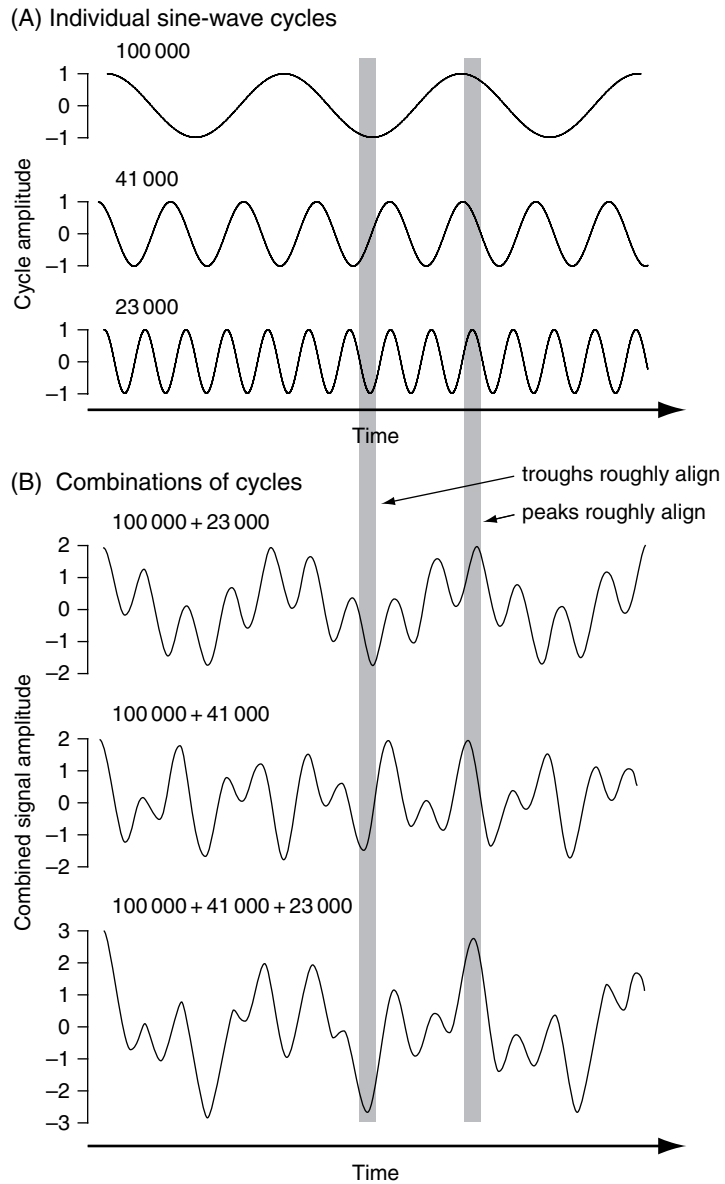 (A) Individual sine-wave cycles
100 000
1
0
–1
41 000
1
0
–1
23 000
1
0
–1
Cycle amplitude
Time
(B) Combinations of cycles
troughs roughly align
peaks roughly align
100 000 + 23 000
2
1
0
–1
–2
100 000 + 41 000
2
1
0
–1
–2
100 000 + 41 000 + 23 000
3
2
1
0
–1
–2
–3
Combined signal amplitude
Time